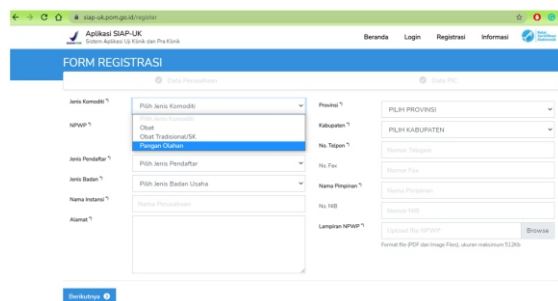 siap-uk.pom.go.id/register
Aplikasi SIAP-UK
Sistem Aplikasi Uji Klinik dan Pra Klinik
Beranda Login Registrasi Informasi
FORM REGISTRASI
Data Perusahaan
Data PIC
Jenis Komoditi *)
Pilih Jenis Komoditi
Pilih Jenis Komoditi
Obat
Obat Tradisional/SK
Pangan Olahan
NPWP *)
Jenis Pendaftar *)
Pilih Jenis Pendaftar
Jenis Badan *)
Pilih Jenis Badan Usaha
Nama Instansi *)
Nama Perusahaan
Alamat *)
Provinsi *)
PILIH PROVINSI
Kabupaten *)
PILIH KABUPATEN
No. Telpon *)
Nomor Telepon
No. Fax
Nomor Fax
Nama Pimpinan *)
Nama Pimpinan
No. NIB
Nomor NIB
Lampiran NPWP *)
Upload file NPWP
Browse
Format file (PDF dan Image Files), ukuran maksimum 512Kb
Berikutnya